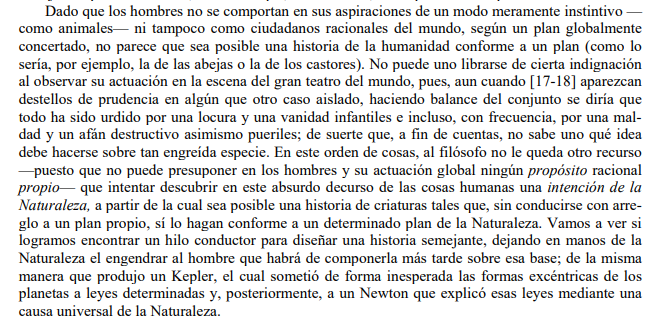 Dado que los hombres no se comportan en sus aspiraciones de un modo meramente instintivo —
como animales— ni tampoco como ciudadanos racionales del mundo, según un plan globalmente
concertado, no parece que sea posible una historia de la humanidad conforme a un plan (como lo
sería, por ejemplo, la de las abejas o la de los castores). No puede uno librarse de cierta indignación
al observar su actuación en la escena del gran teatro del mundo, pues, aun cuando [17-18] aparezcan
destellos de prudencia en algún que otro caso aislado, haciendo balance del conjunto se diría que
todo ha sido urdido por una locura y una vanidad infantiles e incluso, con frecuencia, por una mal-
dad y un afán destructivo asimismo pueriles; de suerte que, a fin de cuentas, no sabe uno qué idea
debe hacerse sobre tan engreída especie. En este orden de cosas, al filósofo no le queda otro recurso
—puesto que no puede presuponer en los hombres y su actuación global ningún propósito racional
propio— que intentar descubrir en este absurdo decurso de las cosas humanas una intención de la
Naturaleza, a partir de la cual sea posible una historia de criaturas tales que, sin conducirse con arre-
glo a un plan propio, sí lo hagan conforme a un determinado plan de la Naturaleza. Vamos a ver si
logramos encontrar un hilo conductor para diseñar una historia semejante, dejando en manos de la
Naturaleza el engendrar al hombre que habrá de componerla más tarde sobre esa base; de la misma
manera que produjo un Kepler, el cual sometió de forma inesperada las formas excéntricas de los
planetas a leyes determinadas y, posteriormente, a un Newton que explicó esas leyes mediante una
causa universal de la Naturaleza.